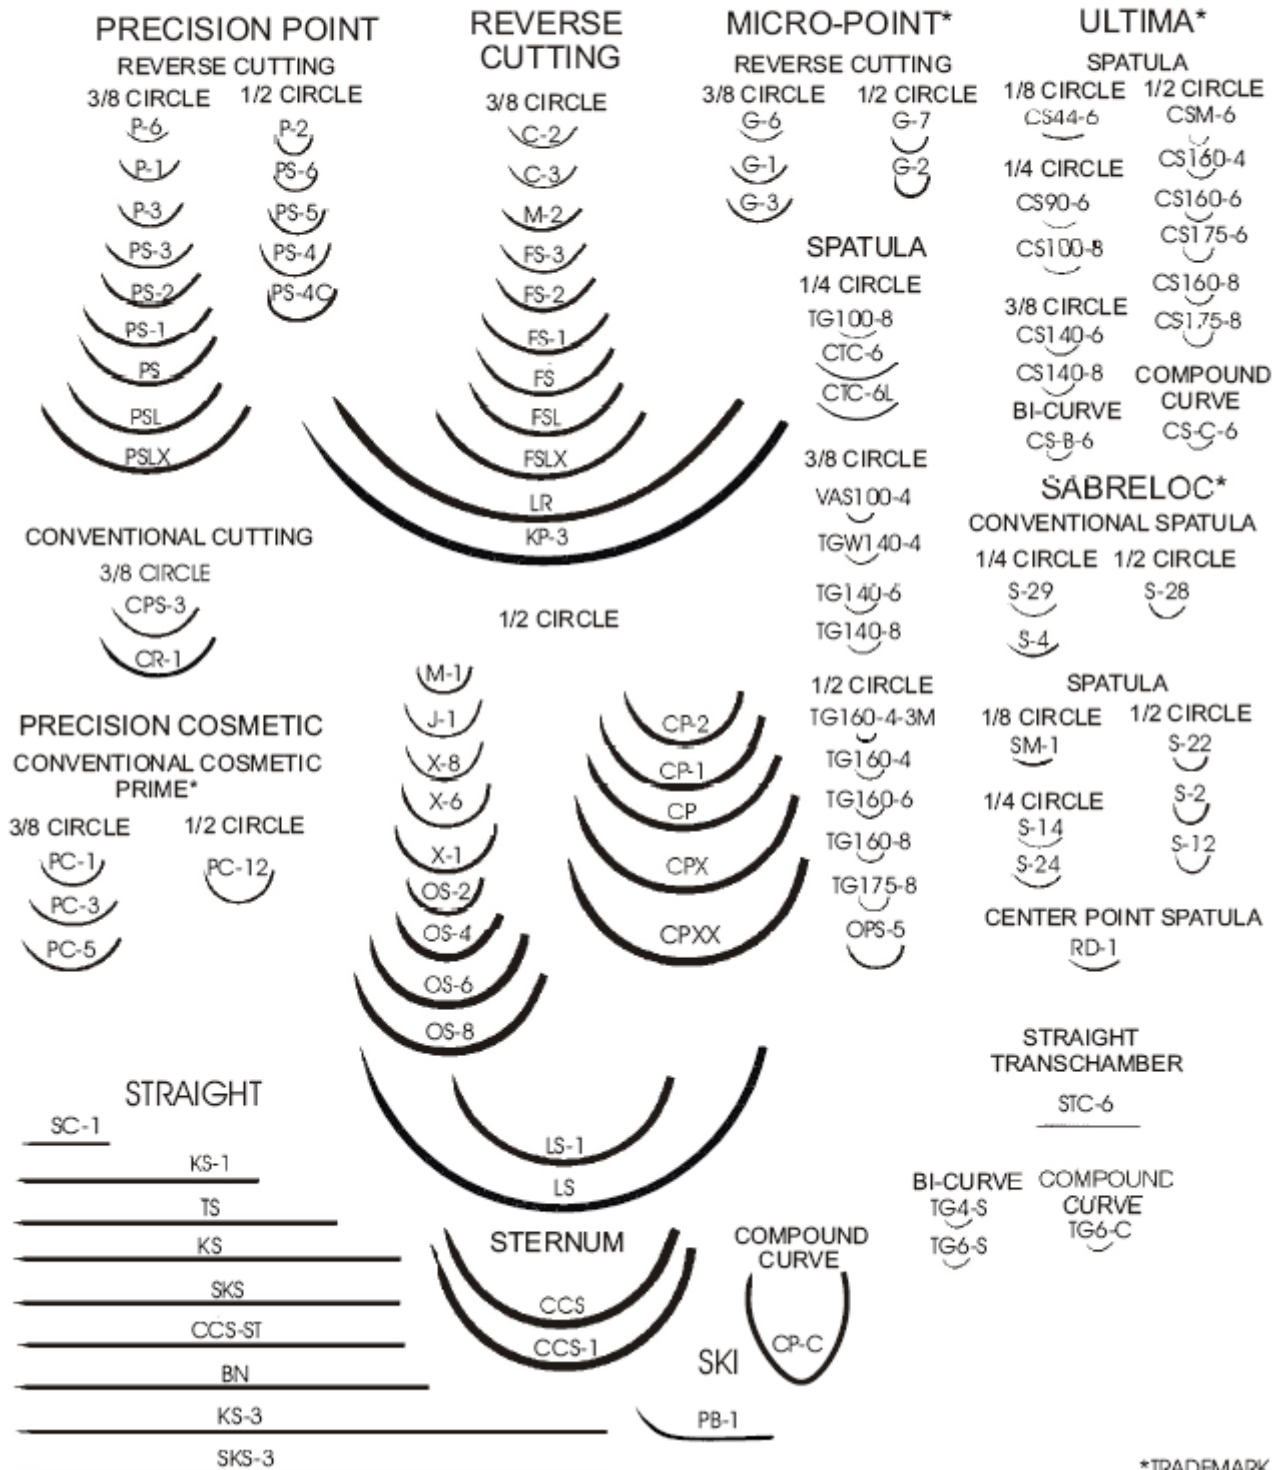 PRECISION POINT
REVERSE CUTTING
3/8 CIRCLE
P-6
P-1
P-3
PS-3
PS-2
PS-1
PS
PSL
PSLX
1/2 CIRCLE
P-2
PS-6
PS-5
PS-4
PS-4C
CONVENTIONAL CUTTING
3/8 CIRCLE
CPS-3
CR-1
PRECISION COSMETIC
CONVENTIONAL COSMETIC
PRIME*
3/8 CIRCLE
PC-1
PC-3
PC-5
1/2 CIRCLE
PC-12
STRAIGHT
SC-1
KS-1
TS
KS
SKS
CCS-ST
BN
KS-3
SKS-3
REVERSE
CUTTING
3/8 CIRCLE
C-2
C-3
M-2
FS-3
FS-2
FS-1
FS
FSL
FSLX
LR
KP-3
1/2 CIRCLE
M-1
J-1
X-8
X-6
X-1
OS-2
OS-4
OS-6
OS-8
CP-2
CP-1
CP
CPX
CPXX
LS-1
LS
STERNUM
CCS
CCS-1
COMPOUND
CURVE
CP-C
SKI
PB-1
MICRO-POINT*
REVERSE CUTTING
3/8 CIRCLE
G-6
G-1
G-3
1/2 CIRCLE
G-7
G-2
SPATULA
1/4 CIRCLE
TG100-8
CTC-6
CTC-6L
3/8 CIRCLE
VAS100-4
TGW140-4
TG140-6
TG140-8
1/2 CIRCLE
TG160-4-3M
TG160-4
TG160-6
TG160-8
TG175-8
OPS-5
ULTIMA*
SPATULA
1/8 CIRCLE
CS44-6
1/4 CIRCLE
CS90-6
CS100-8
3/8 CIRCLE
CS140-6
CS140-8
BI-CURVE
CS-B-6
1/2 CIRCLE
CSM-6
CS160-4
CS160-6
CS175-6
CS160-8
CS175-8
COMPOUND
CURVE
CS-C-6
SABRELOC*
CONVENTIONAL SPATULA
1/4 CIRCLE
S-29
S-4
1/2 CIRCLE
S-28
SPATULA
1/8 CIRCLE
SM-1
1/4 CIRCLE
S-14
S-24
1/2 CIRCLE
S-22
S-2
S-12
CENTER POINT SPATULA
RD-1
STRAIGHT
TRANSCHAMBER
STC-6
BI-CURVE
TG4-S
TG6-S
COMPOUND
CURVE
TG6-C
*TRADEMARK